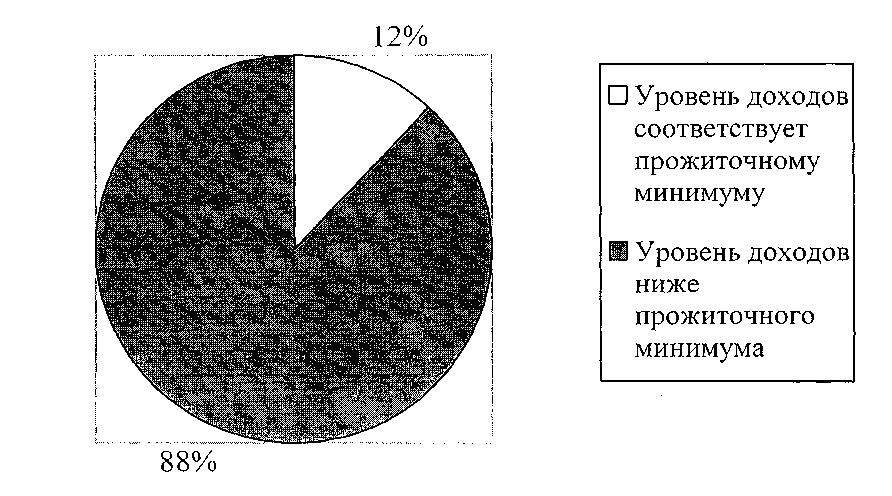 12%
Уровень доходов
соответствует
прожиточному
минимуму
Уровень доходов
ниже
прожиточного
минимума
88%